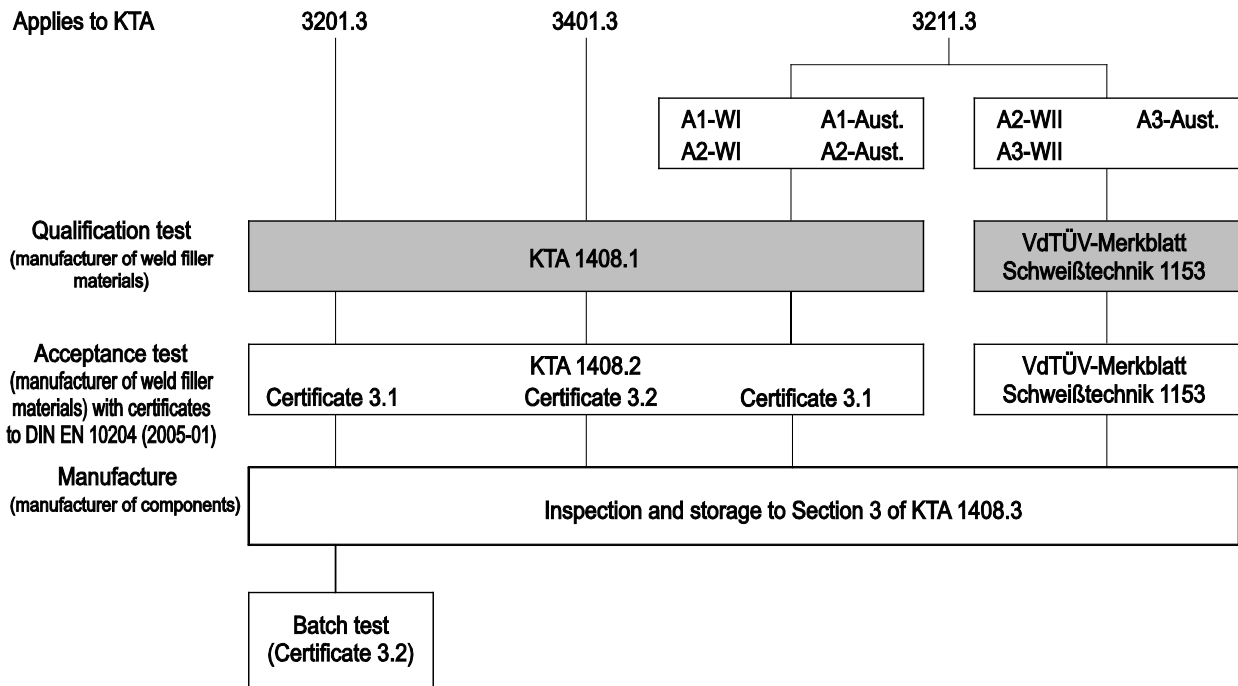 Applies to KTA 3201.3 3401.3 3211.3
A1-WI A1-Aust.
A2-WI A2-Aust.
A2-WII A3-Aust.
A3-WII
Qualification test
(manufacturer of weld filler
materials)
KTA 1408.1
VdTÜV-Merkblatt
Schweißtechnik 1153
Acceptance test
(manufacturer of weld filler
materials) with certificates
to DIN EN 10204 (2005-01)
KTA 1408.2
Certificate 3.1 Certificate 3.2 Certificate 3.1
VdTÜV-Merkblatt
Schweißtechnik 1153
Manufacture
(manufacturer of components)
Inspection and storage to Section 3 of KTA 1408.3
Batch test
(Certificate 3.2)